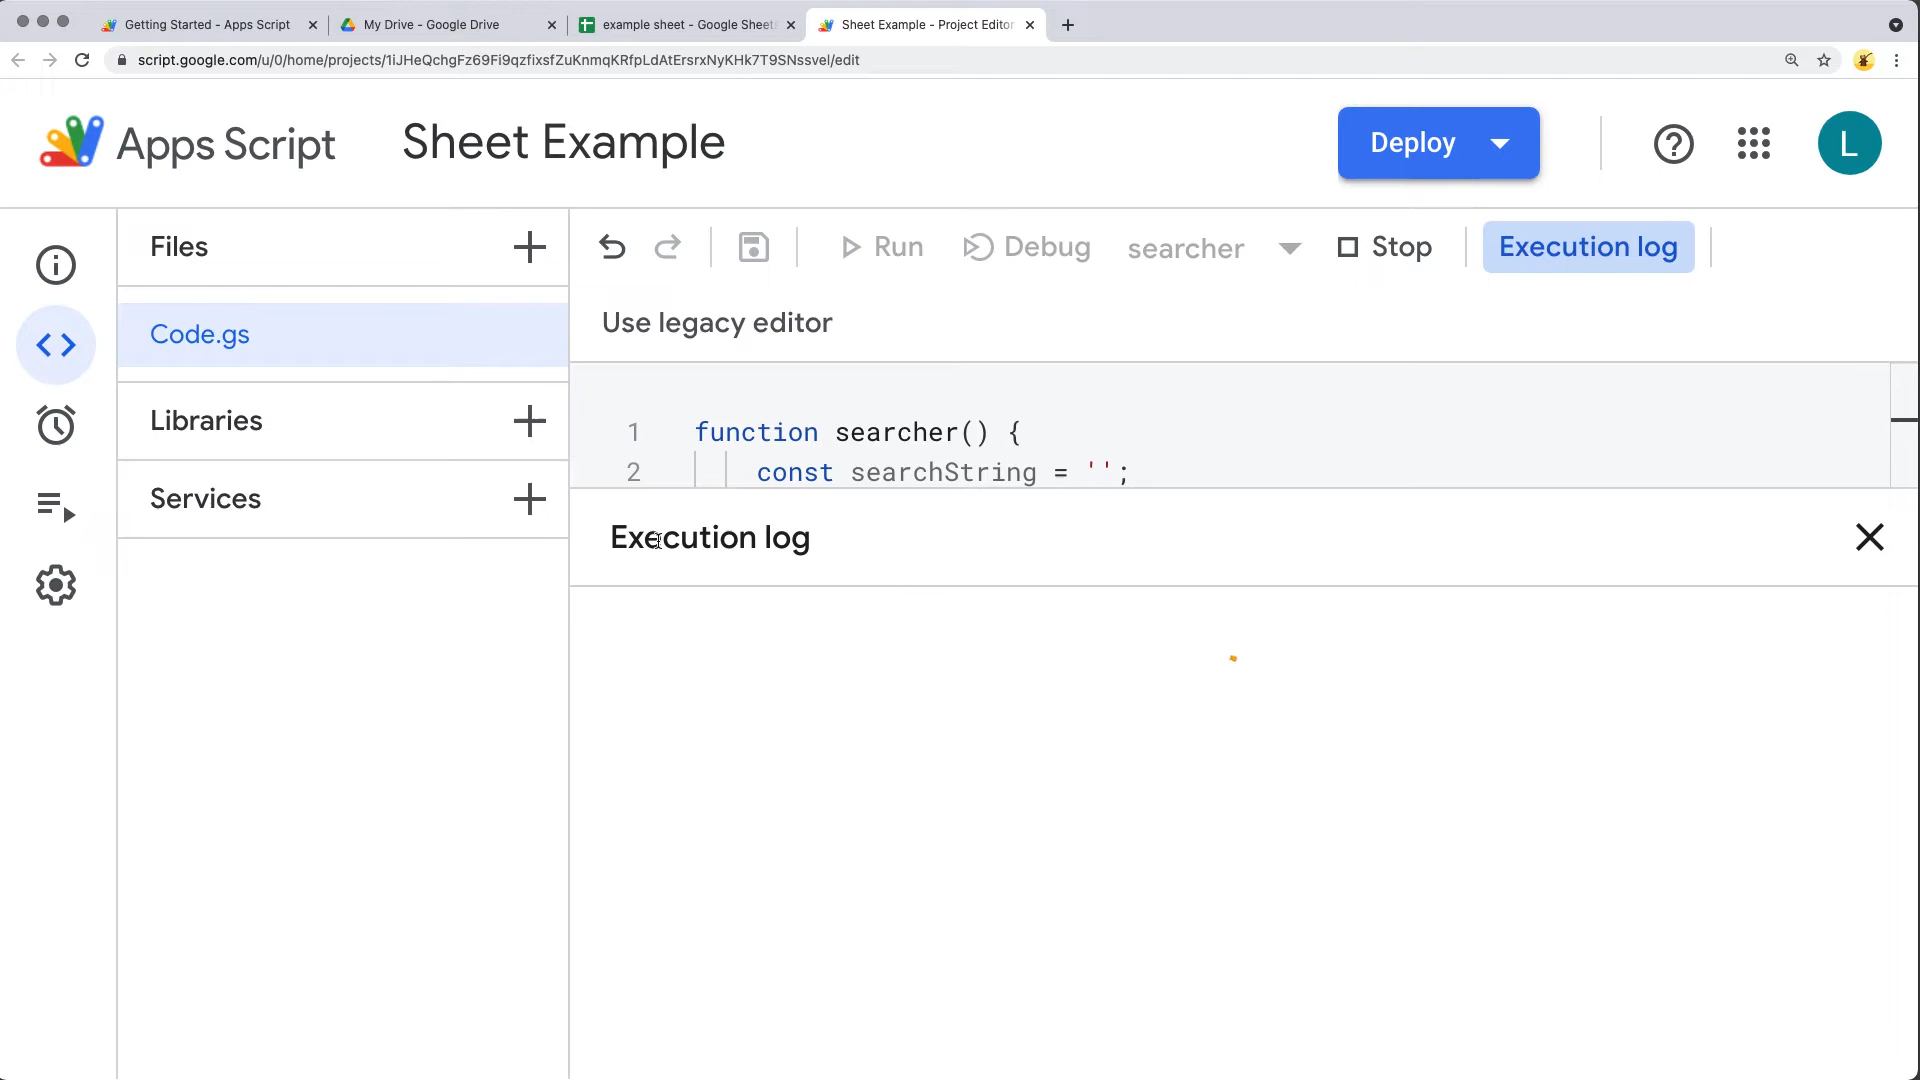 Getting Started - Apps Script
My Drive - Google Drive
example sheet - Google Sheets
Sheet Example - Project Editor
script.google.com/u/0/home/projects/1iJHeQchgFz69Fi9qzfixsfZuKnmqKRfpLdAtErsrxNyKHk7T9SNssvel/edit
Apps Script
Sheet Example
Deploy
L
Files
Run
Debug
searcher
Stop
Execution log
Use legacy editor
Code.gs
Libraries
Services
1 function searcher() {
2 const searchString = '';
Execution log